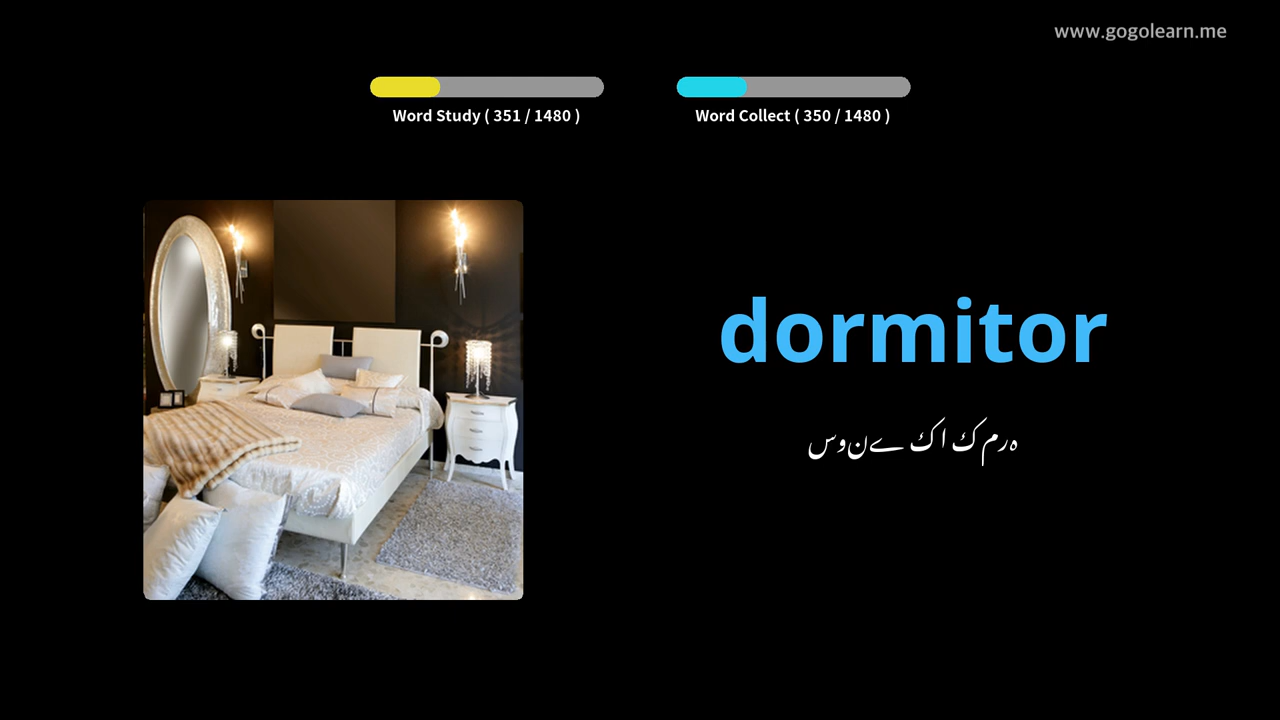 www.gogolearn.me
Word Study ( 351 / 1480 )
Word Collect ( 350 / 1480 )
dormitor
ہرمک اک ےنوس